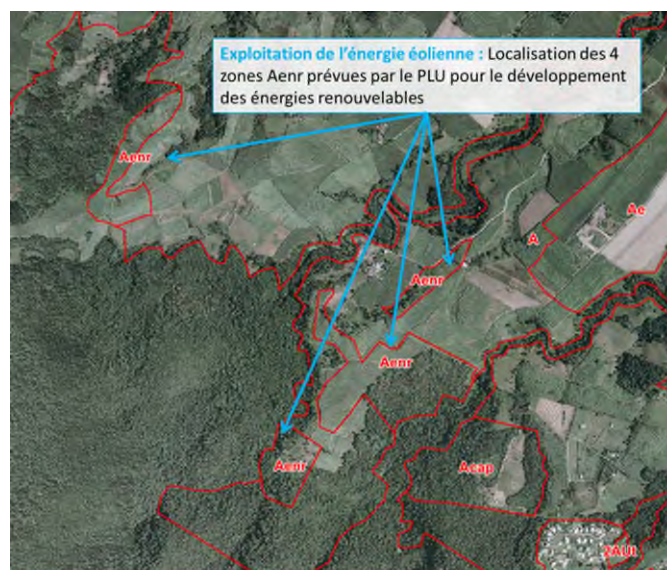 Exploitation de l'énergie éolienne : Localisation des 4
zones Aenr prévues par le PLU pour le développement
des énergies renouvelables
Aenr
Ae
A
Aenr
Aenr
Aenr
Acap
2AUt